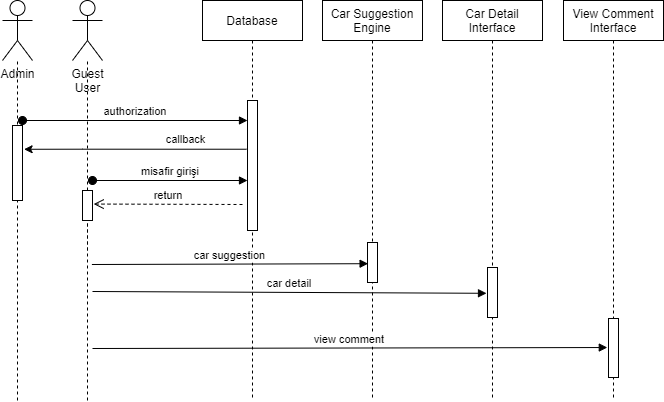 Database
Car Suggestion
Engine
Car Detail
Interface
View Comment
Interface
Admin
Guest
User
authorization
callback
misafir girişi
return
car suggestion
car detail
view comment